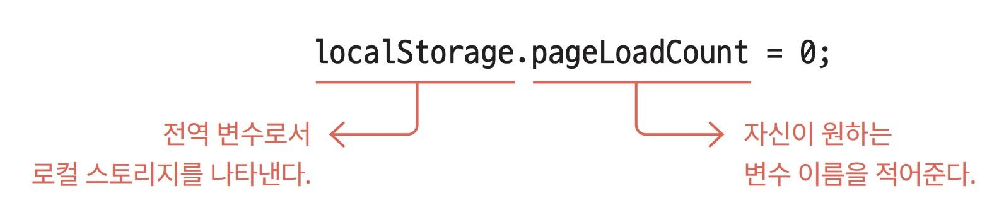 localStorage.pageLoadCount = 0;
전역 변수로서
로컬 스토리지를 나타낸다.
자신이 원하는
변수 이름을 적어준다.